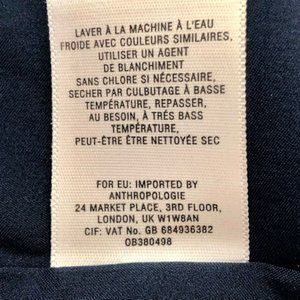 LAVER À LA MACHINE À L'EAU
FROIDE AVEC COULEURS SIMILAIRES,
UTILISER UN AGENT
DE BLANCHIMENT
SANS CHLORE SI NÉCESSAIRE,
SECHER PAR CULBUTAGE À BASSE
TEMPÉRATURE, REPASSER,
AU BESOIN, À TRÉS BASS
TEMPÉRATURE,
PEUT-ÊTRE ÊTRE NETTOYÉE SEC
FOR EU: IMPORTED BY
ANTHROPOLOGIE
24 MARKET PLACE, 3RD FLOOR,
LONDON, UK W1W8AN
CIF: VAT No. GB 684936382
OB380498